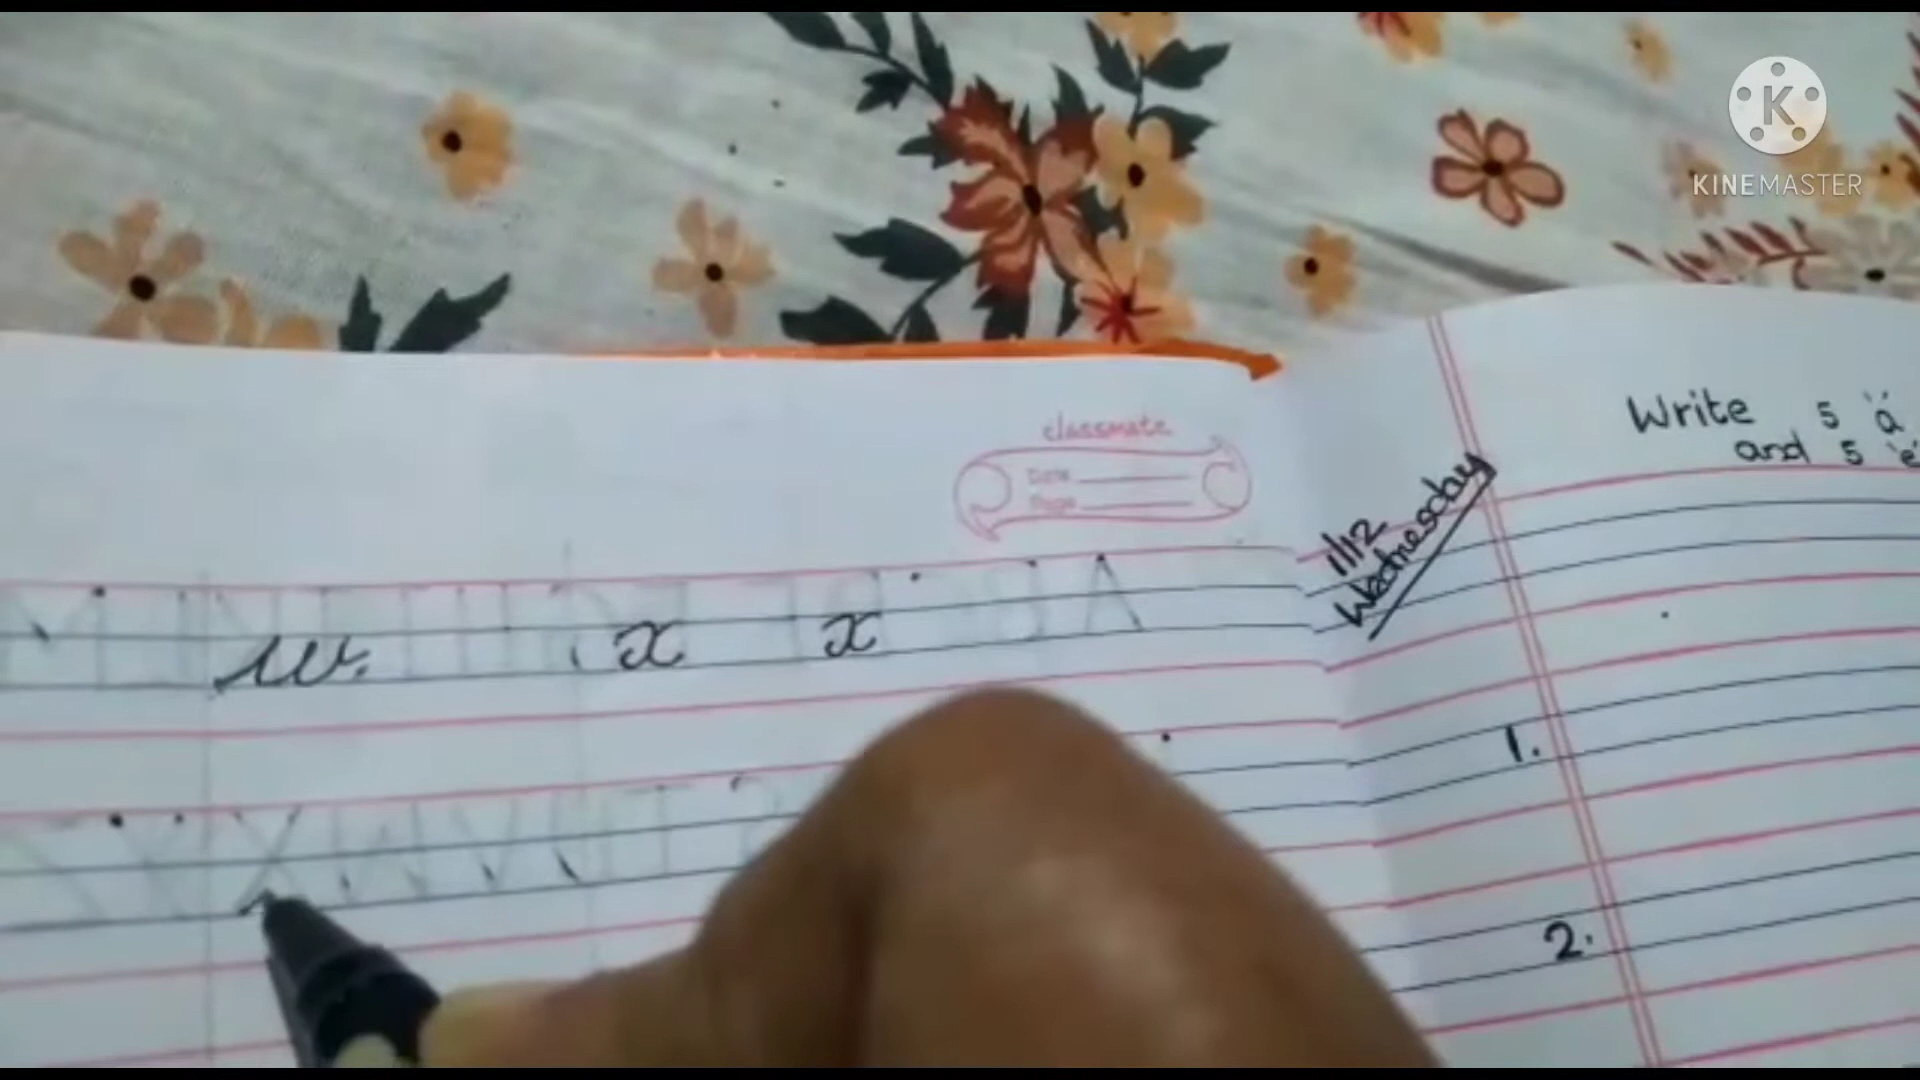 KINEMASTER
classmate
Date
Page
w x x
1/12
Wednesday
Write 5 "a
and 5 "e
1.
2.